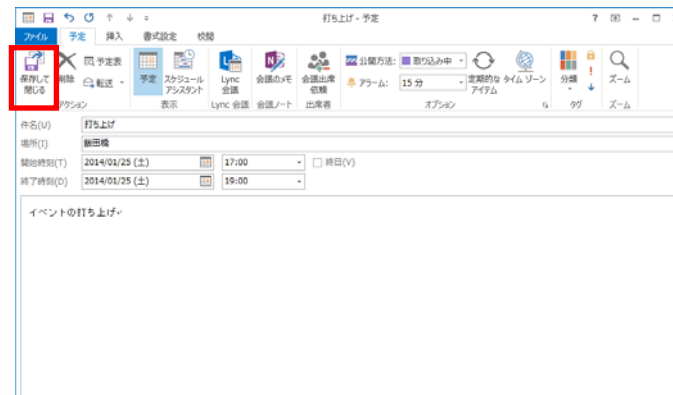 打ち上げ - 予定
ファイル 予定 挿入 書式設定 校閲
保存して閉じる 削除 予定表 転送 予定 スケジュール アシスタント Lync 会議 会議のメモ 会議出席依頼 公開方法: 取り込み中 アラーム: 15 分 定期的なアイテム タイム ゾーン 分類 ズーム
アクション 表示 Lync 会議 会議ノート 出席者 オプション タグ ズーム
件名(U) 打ち上げ
場所(I) 飯田橋
開始時刻(T) 2014/01/25 (土) 17:00 終日(V)
終了時刻(D) 2014/01/25 (土) 19:00
イベントの打ち上げ